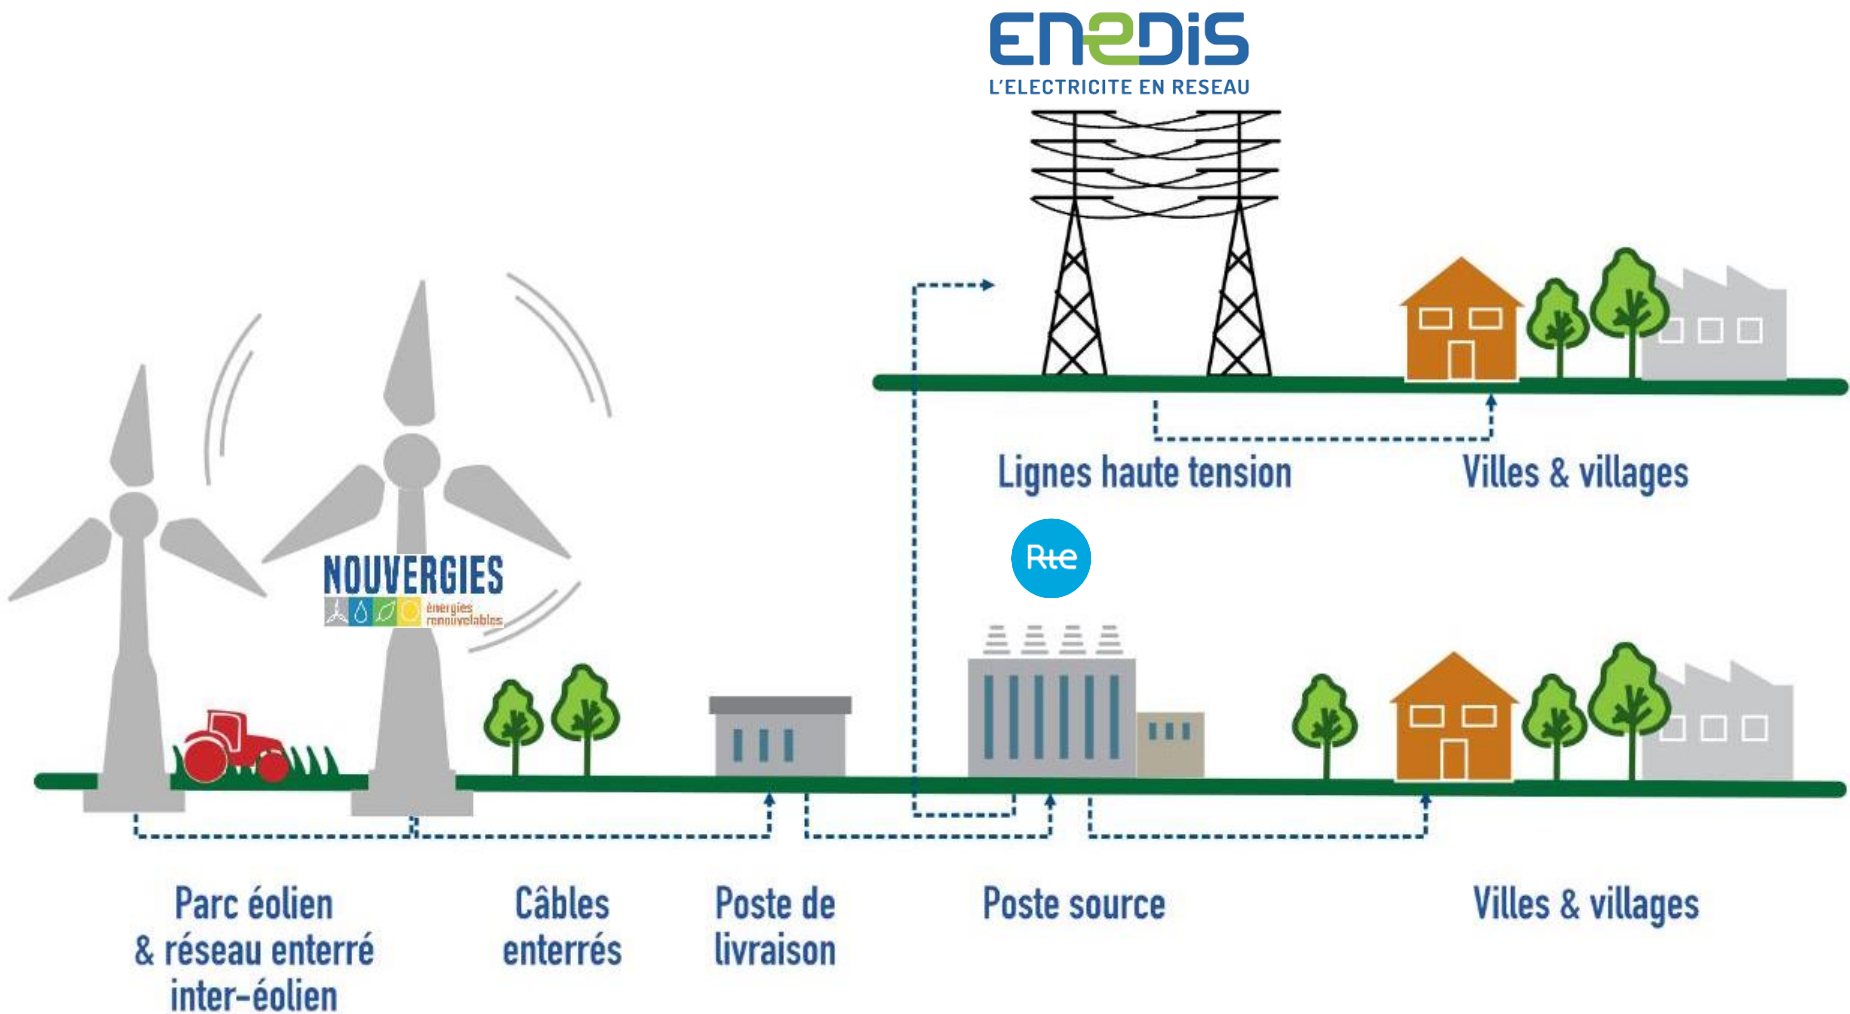 ENEDIS
L'ELECTRICITE EN RESEAU
Lignes haute tension
Villes & villages
Rte
NOUVERGIES
énergies
renouvelables
Parc éolien
& réseau enterré
inter-éolien
Câbles
enterrés
Poste de
livraison
Poste source
Villes & villages